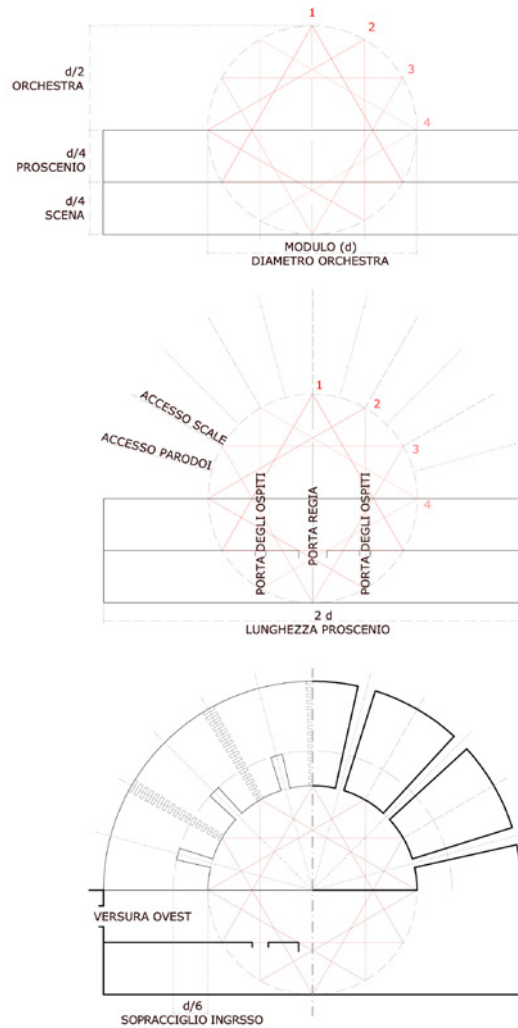 1
2
d/2
ORCHESTRA
3
4
d/4
PROSCENIO
d/4
SCENA
MODULO (d)
DIAMETRO ORCHESTRA
1
2
ACCESSO SCALE
ACCESSO PARODOI
3
4
PORTA DEGLI OSPITI
PORTA REGIA
PORTA DEGLI OSPITI
2 d
LUNGHEZZA PROSCENIO
VERSURA OVEST
d/6
SOPRACCIGLIO INGRSSO